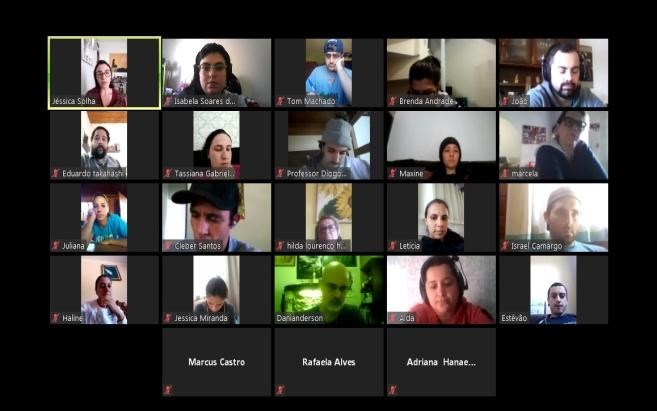 Jéssica Solha
Isabela Soares d...
Tom Machado
Brenda Andrade
João
Eduardo takahashi
Tassiana Gabriel...
Professor Diogo...
Maxine
marcela
Juliana
Cleber Santos
hilda lourenço h...
Leticia
Israel Camargo
Haline
Jessica Miranda
Danianderson
Alda
Estêvão
Marcus Castro
Rafaela Alves
Adriana Hanae...